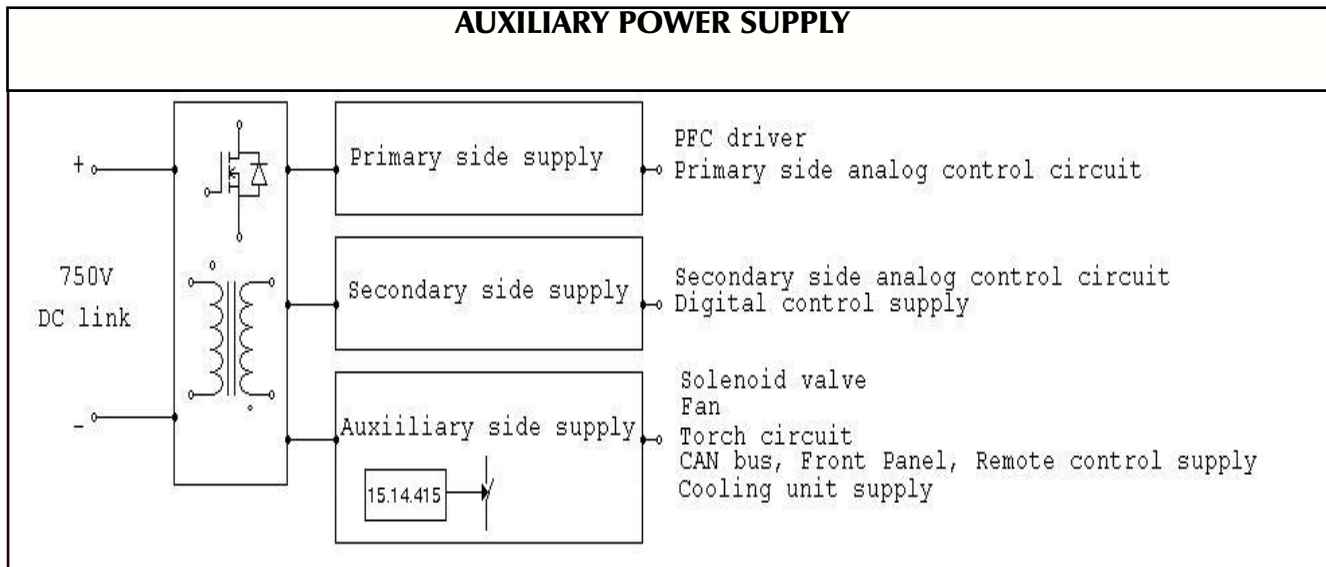 AUXILIARY POWER SUPPLY
+
750V
DC link
-
Primary side supply
PFC driver
Primary side analog control circuit
Secondary side supply
Secondary side analog control circuit
Digital control supply
Auxiiliary side supply
15.14.415
Solenoid valve
Fan
Torch circuit
CAN bus, Front Panel, Remote control supply
Cooling unit supply